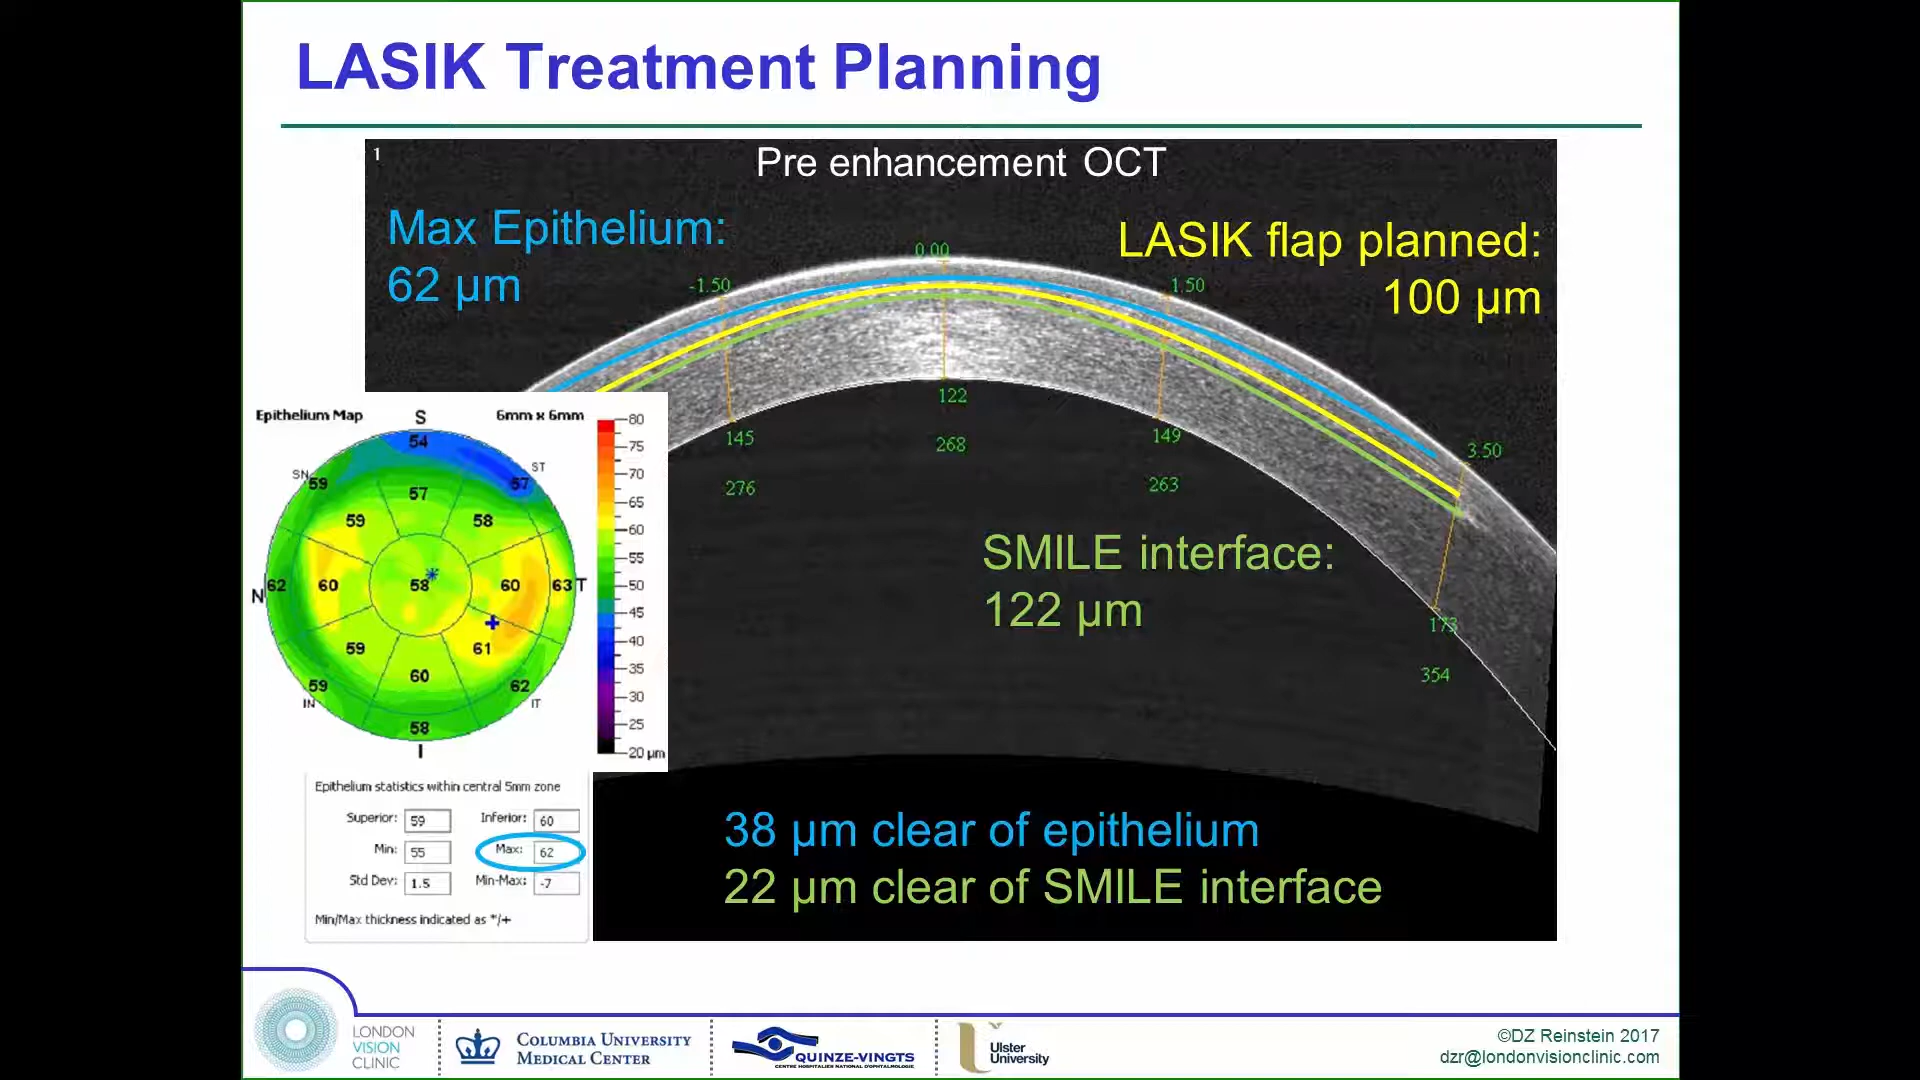 LASIK Treatment Planning
1
Pre enhancement OCT
Max Epithelium:
62 µm
LASIK flap planned:
100 µm
0.00
-1.50
1.50
3.50
122
268
145
276
149
263
173
354
SMILE interface:
122 µm
Epithelium Map
S
6mm x 6mm
54
SN
59
ST
57
57
59
58
N
62
60
58
60
63
T
59
61
60
59
62
IN
IT
58
I
80
75
70
65
60
55
50
45
40
35
30
25
20 µm
Epithelium statistics within central 5mm zone
Superior: 59 Inferior: 60
Min: 55 Max: 62
Std Dev: 1.5 Min-Max: -7
Min/Max thickness indicated as */+
38 µm clear of epithelium
22 µm clear of SMILE interface
LONDON
VISION
CLINIC
COLUMBIA UNIVERSITY
MEDICAL CENTER
QUINZE-VINGTS
CENTRE HOSPITALIER NATIONAL D'OPHTALMOLOGIE
Ulster
University
©DZ Reinstein 2017
dzr@londonvisionclinic.com